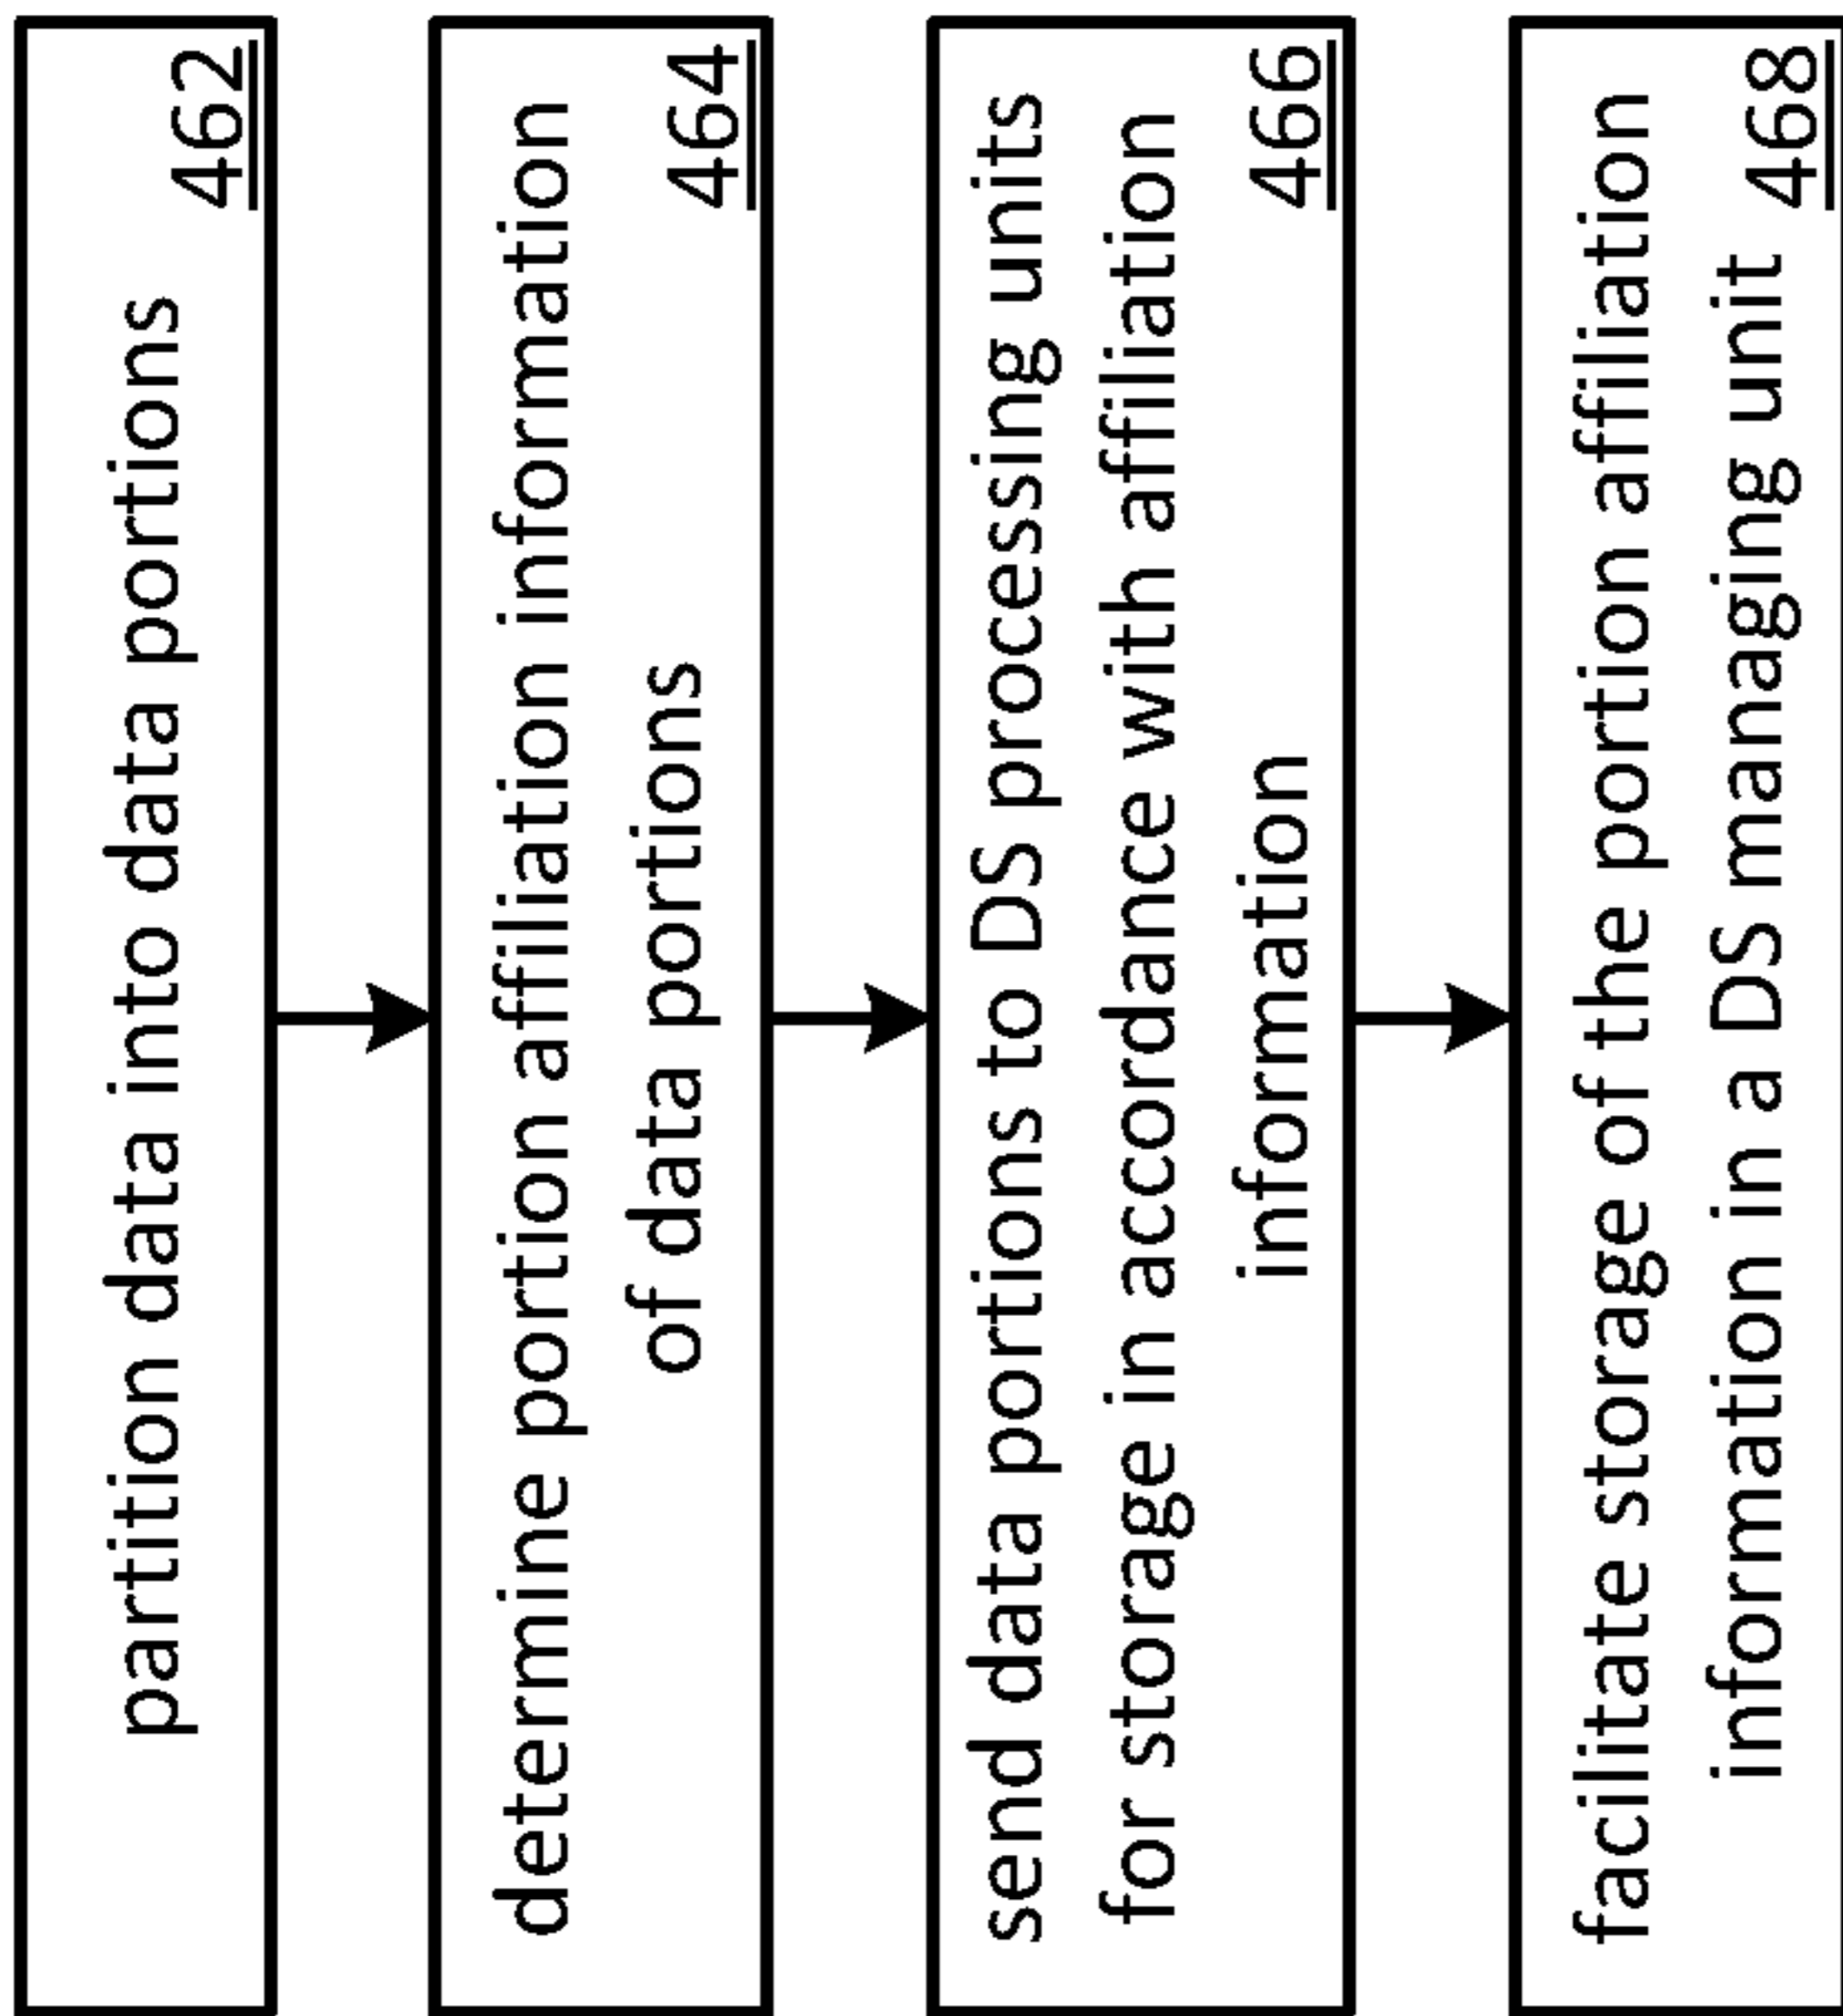 partition data into data portions
462
determine portion affiliation information
of data portions
464
send data portions to DS processing units
for storage in accordance with affiliation
information
466
facilitate storage of the portion affiliation
information in a DS managing unit
468